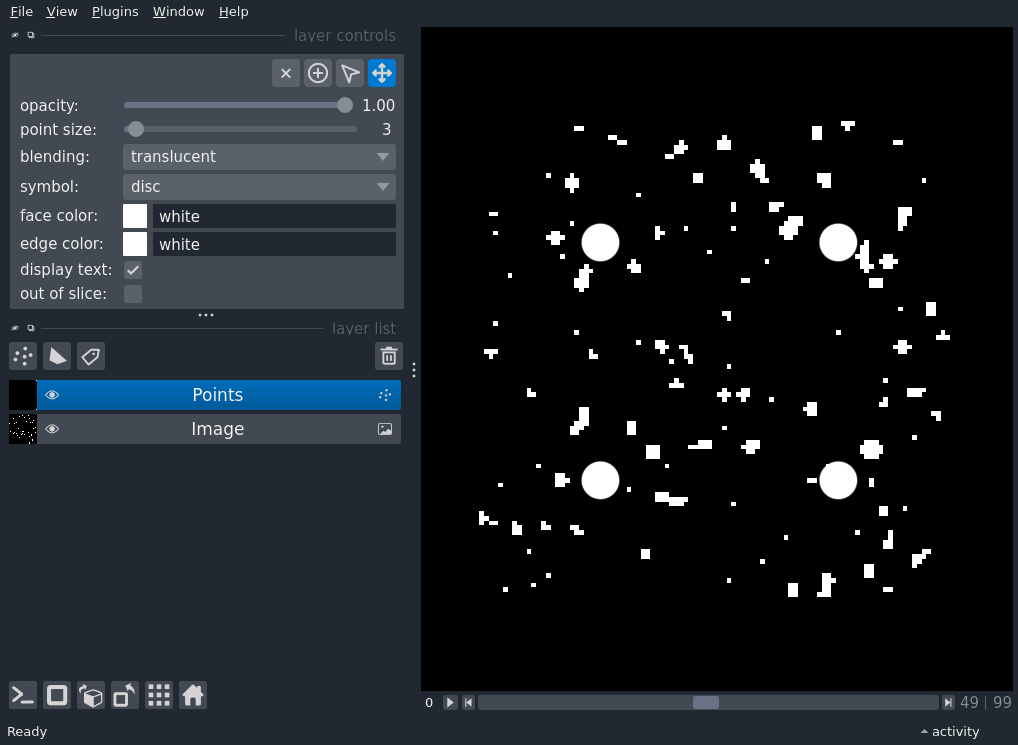 File View Plugins Window Help
layer controls
opacity: 1.00
point size: 3
blending: translucent
symbol: disc
face color: white
edge color: white
display text:
out of slice:
layer list
Points
Image
0 49 | 99
Ready activity